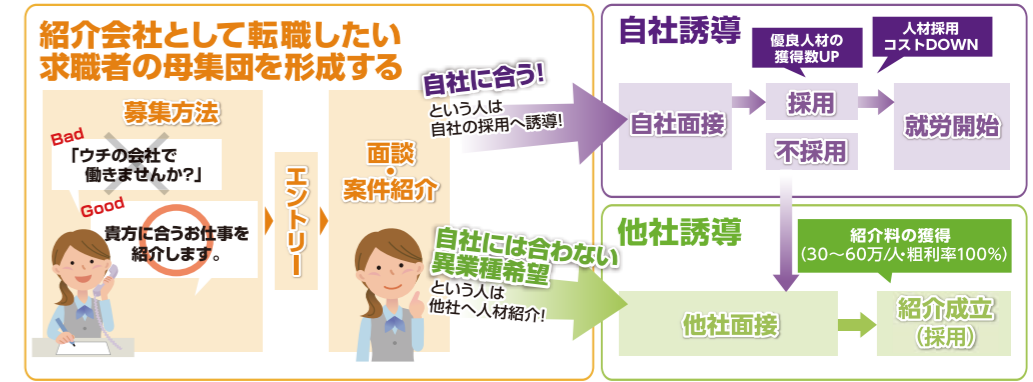 紹介会社として転職したい
求職者の母集団を形成する
募集方法
Bad
「ウチの会社で
働きませんか?」
Good
貴方に合うお仕事を
紹介します。
エントリー
面談
・
案件紹介
自社に合う!
という人は
自社の採用へ誘導!
自社には合わない
異業種希望
という人は
他社へ人材紹介!
自社誘導
優良人材の
獲得数UP
人材採用
コストDOWN
自社面接
採用
不採用
就労開始
他社誘導
紹介料の獲得
(30〜60万/人・粗利率100%)
他社面接
紹介成立
(採用)